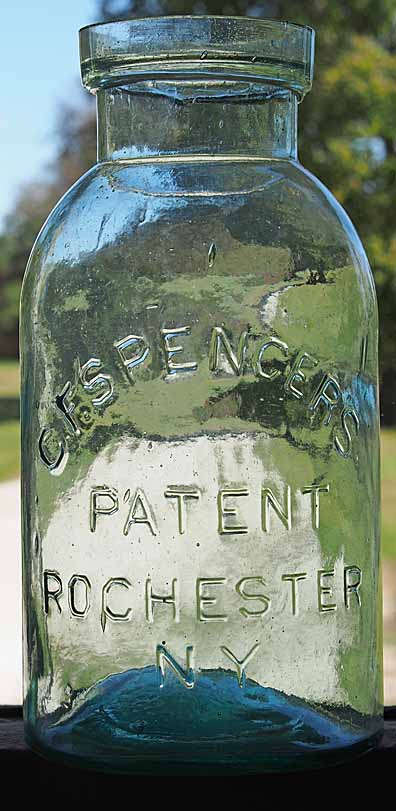 C.F. SPENCER'S
PATENT
ROCHESTER
N.Y.